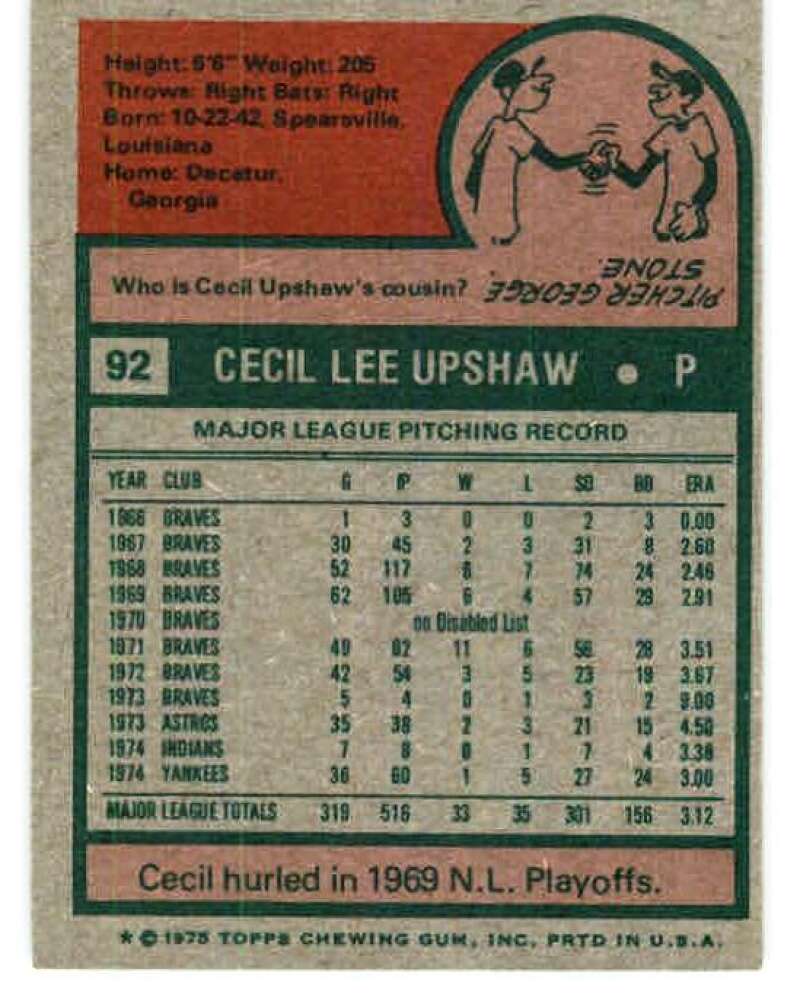 Height: 6'6" Weight: 205
Throws: Right Bats: Right
Born: 10-22-42, Spearsville,
Louisiana
Home: Decatur,
Georgia
Who is Cecil Upshaw's cousin?
PITCHER GEORGE
STONE.
92 CECIL LEE UPSHAW • P
MAJOR LEAGUE PITCHING RECORD
YEAR CLUB G IP W L SO BB ERA
1966 BRAVES 1 3 0 0 2 3 0.00
1967 BRAVES 30 45 2 3 31 8 2.60
1968 BRAVES 52 117 8 7 74 24 2.46
1969 BRAVES 62 105 6 4 57 29 2.91
1970 BRAVES on Disabled List
1971 BRAVES 49 82 11 6 56 28 3.51
1972 BRAVES 42 54 3 5 23 19 3.67
1973 BRAVES 5 4 0 1 3 2 9.00
1973 ASTROS 35 38 2 3 21 15 4.50
1974 INDIANS 7 8 0 1 7 4 3.38
1974 YANKEES 36 60 1 5 27 24 3.00
MAJOR LEAGUE TOTALS 319 516 33 35 301 156 3.12
Cecil hurled in 1969 N.L. Playoffs.
* © 1975 TOPPS CHEWING GUM, INC. PRTD IN U.S.A.